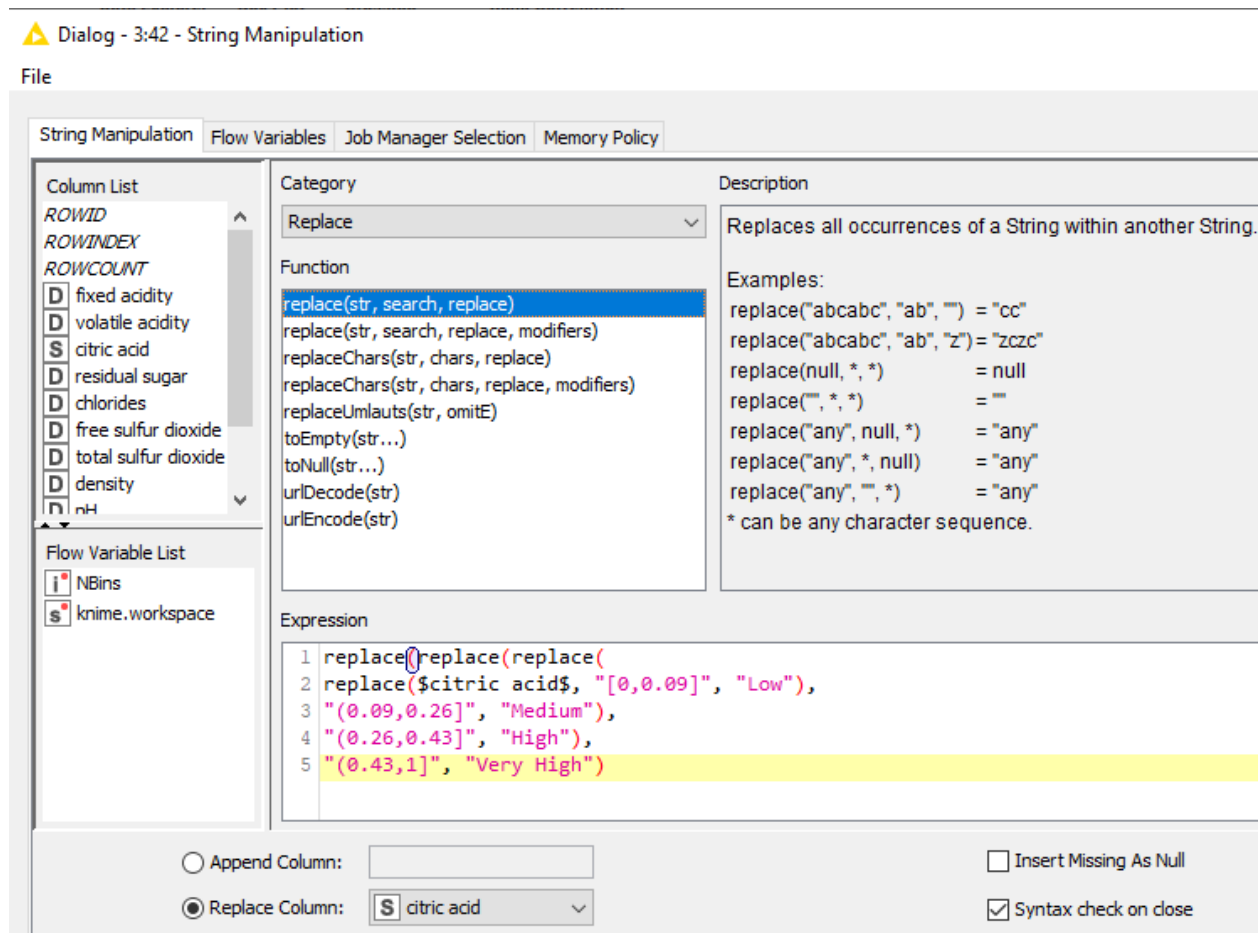 Dialog - 3:42 - String Manipulation
File
String Manipulation Flow Variables Job Manager Selection Memory Policy
Column List
ROWID
ROWINDEX
ROWCOUNT
D fixed acidity
D volatile acidity
S citric acid
D residual sugar
D chlorides
D free sulfur dioxide
D total sulfur dioxide
D density
D pH
Flow Variable List
i NBins
s knime.workspace
Category
Replace
Function
replace(str, search, replace)
replace(str, search, replace, modifiers)
replaceChars(str, chars, replace)
replaceChars(str, chars, replace, modifiers)
replaceUmlauts(str, omitE)
toEmpty(str...)
toNull(str...)
urlDecode(str)
urlEncode(str)
Description
Replaces all occurrences of a String within another String.
Examples:
replace("abcabc", "ab", "") = "cc"
replace("abcabc", "ab", "z") = "zczc"
replace(null, *, *) = null
replace("", *, *) = ""
replace("any", null, *) = "any"
replace("any", *, null) = "any"
replace("any", "", *) = "any"
* can be any character sequence.
Expression
1 replace(replace(replace(
2 replace($citric acid$, "[0,0.09]", "Low"),
3 "(0.09,0.26]", "Medium"),
4 "(0.26,0.43]", "High"),
5 "(0.43,1]", "Very High")
Append Column:
Replace Column: S citric acid
Insert Missing As Null
Syntax check on close